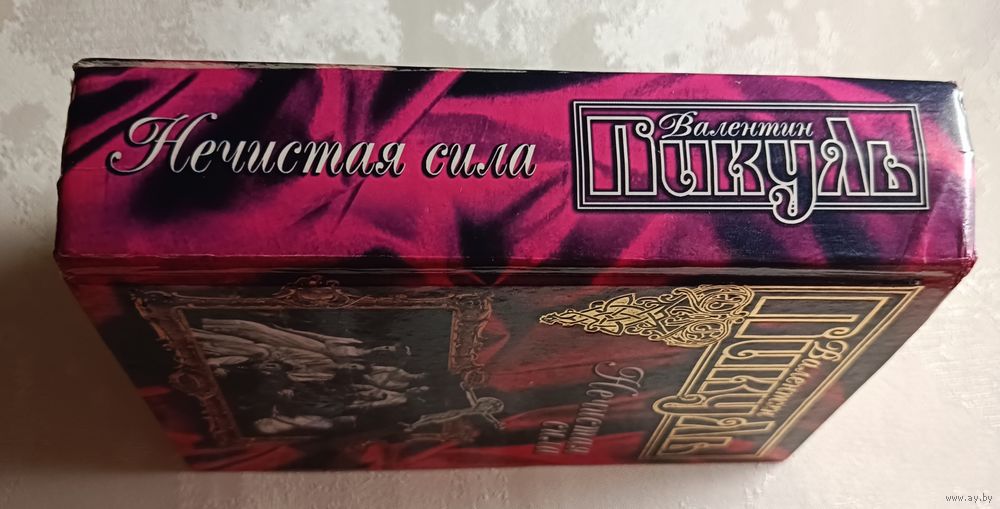 Нечистая сила
Валентин
Пикуль
Валентин
Пикуль
Нечистая
сила
www.ay.by